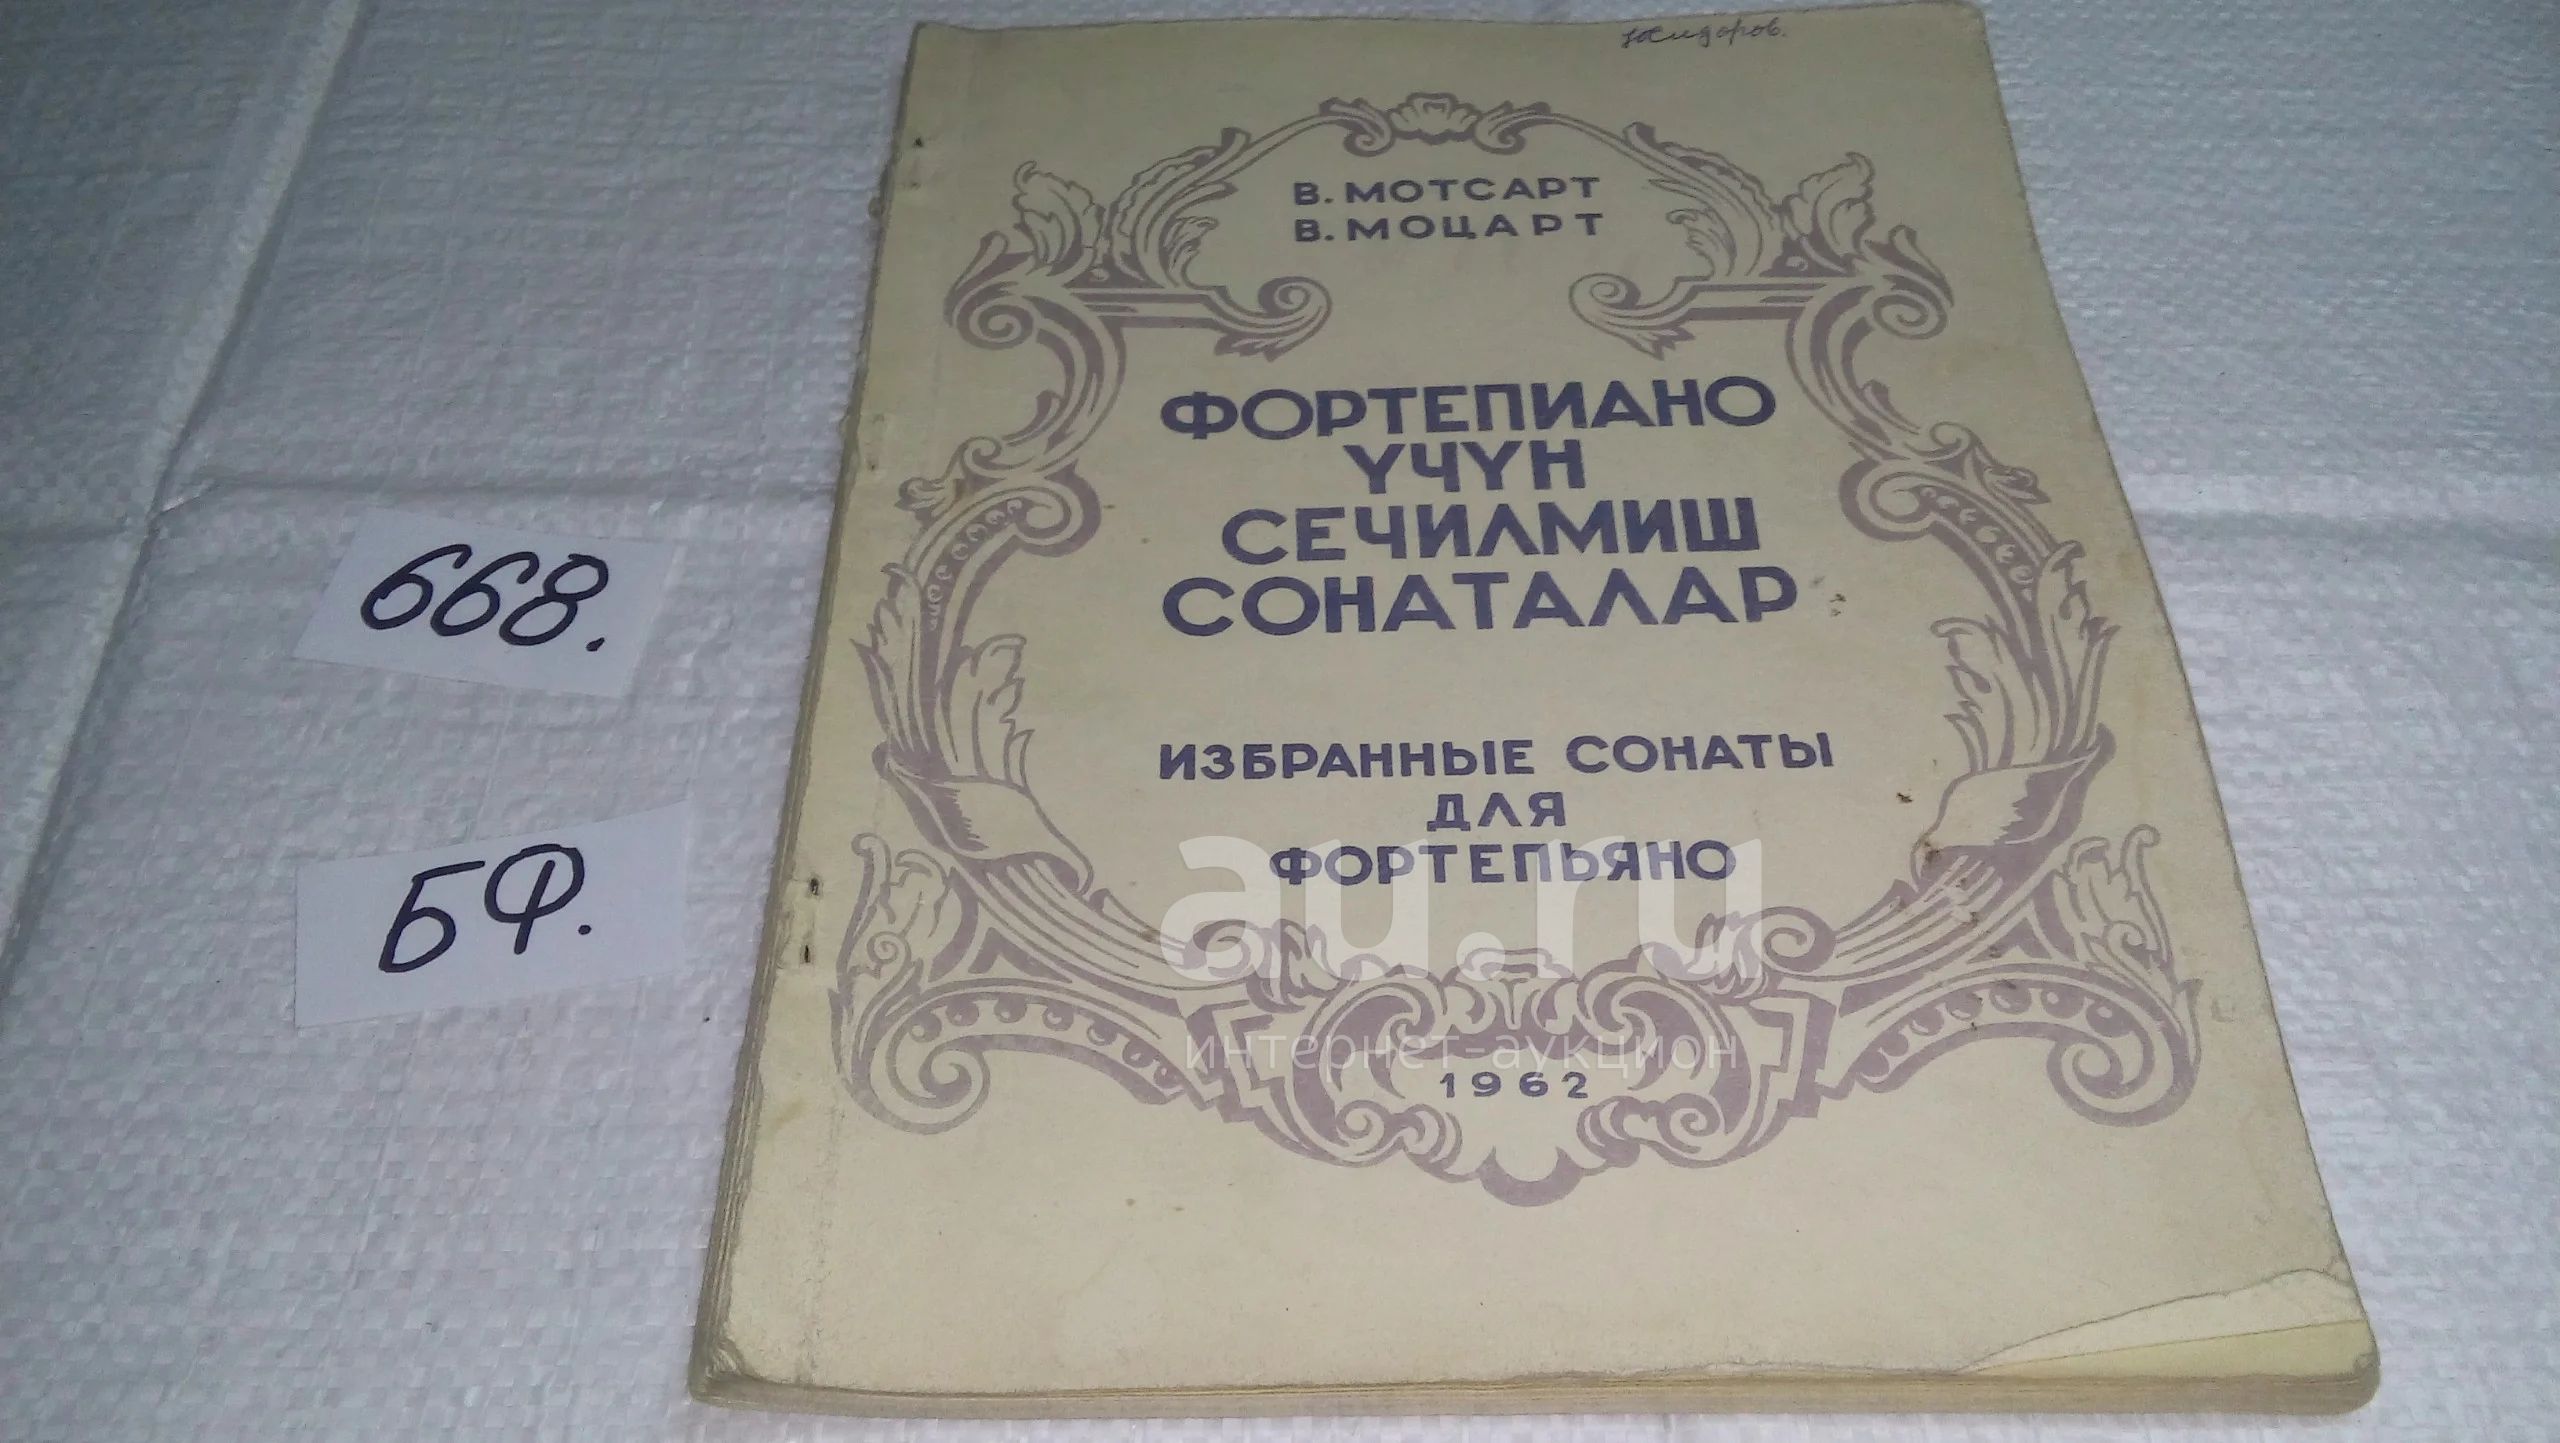 В. МОТСАРТ
В. МОЦАРТ
ФОРТЕПИАНО
ҮЧҮН
СЕЧИЛМИШ
СОНАТАЛАР
ИЗБРАННЫЕ СОНАТЫ
ДЛЯ
ФОРТЕПЬЯНО
1962
668.
БФ.
au.ru
интернет-аукцион